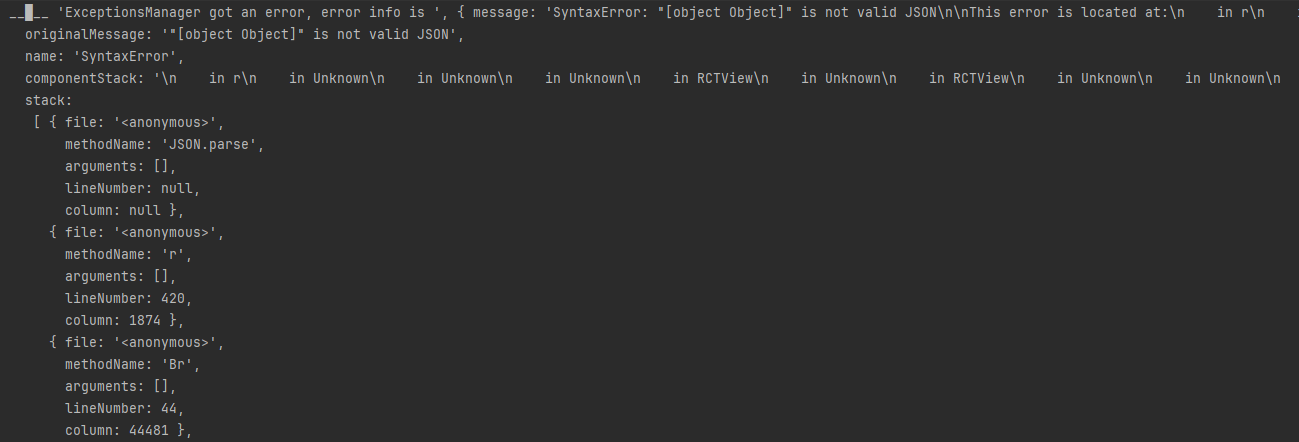 __█__ 'ExceptionsManager got an error, error info is ', { message: 'SyntaxError: "[object Object]" is not valid JSON\n\nThis error is located at:\n    in r\n
originalMessage: '"[object Object]" is not valid JSON',
name: 'SyntaxError',
componentStack: '\n    in r\n    in Unknown\n    in Unknown\n    in Unknown\n    in RCTView\n    in Unknown\n    in RCTView\n    in Unknown\n    in Unknown\n
stack:
[ { file: '<anonymous>',
methodName: 'JSON.parse',
arguments: [],
lineNumber: null,
column: null },
{ file: '<anonymous>',
methodName: 'r',
arguments: [],
lineNumber: 420,
column: 1874 },
{ file: '<anonymous>',
methodName: 'Br',
arguments: [],
lineNumber: 44,
column: 44481 },